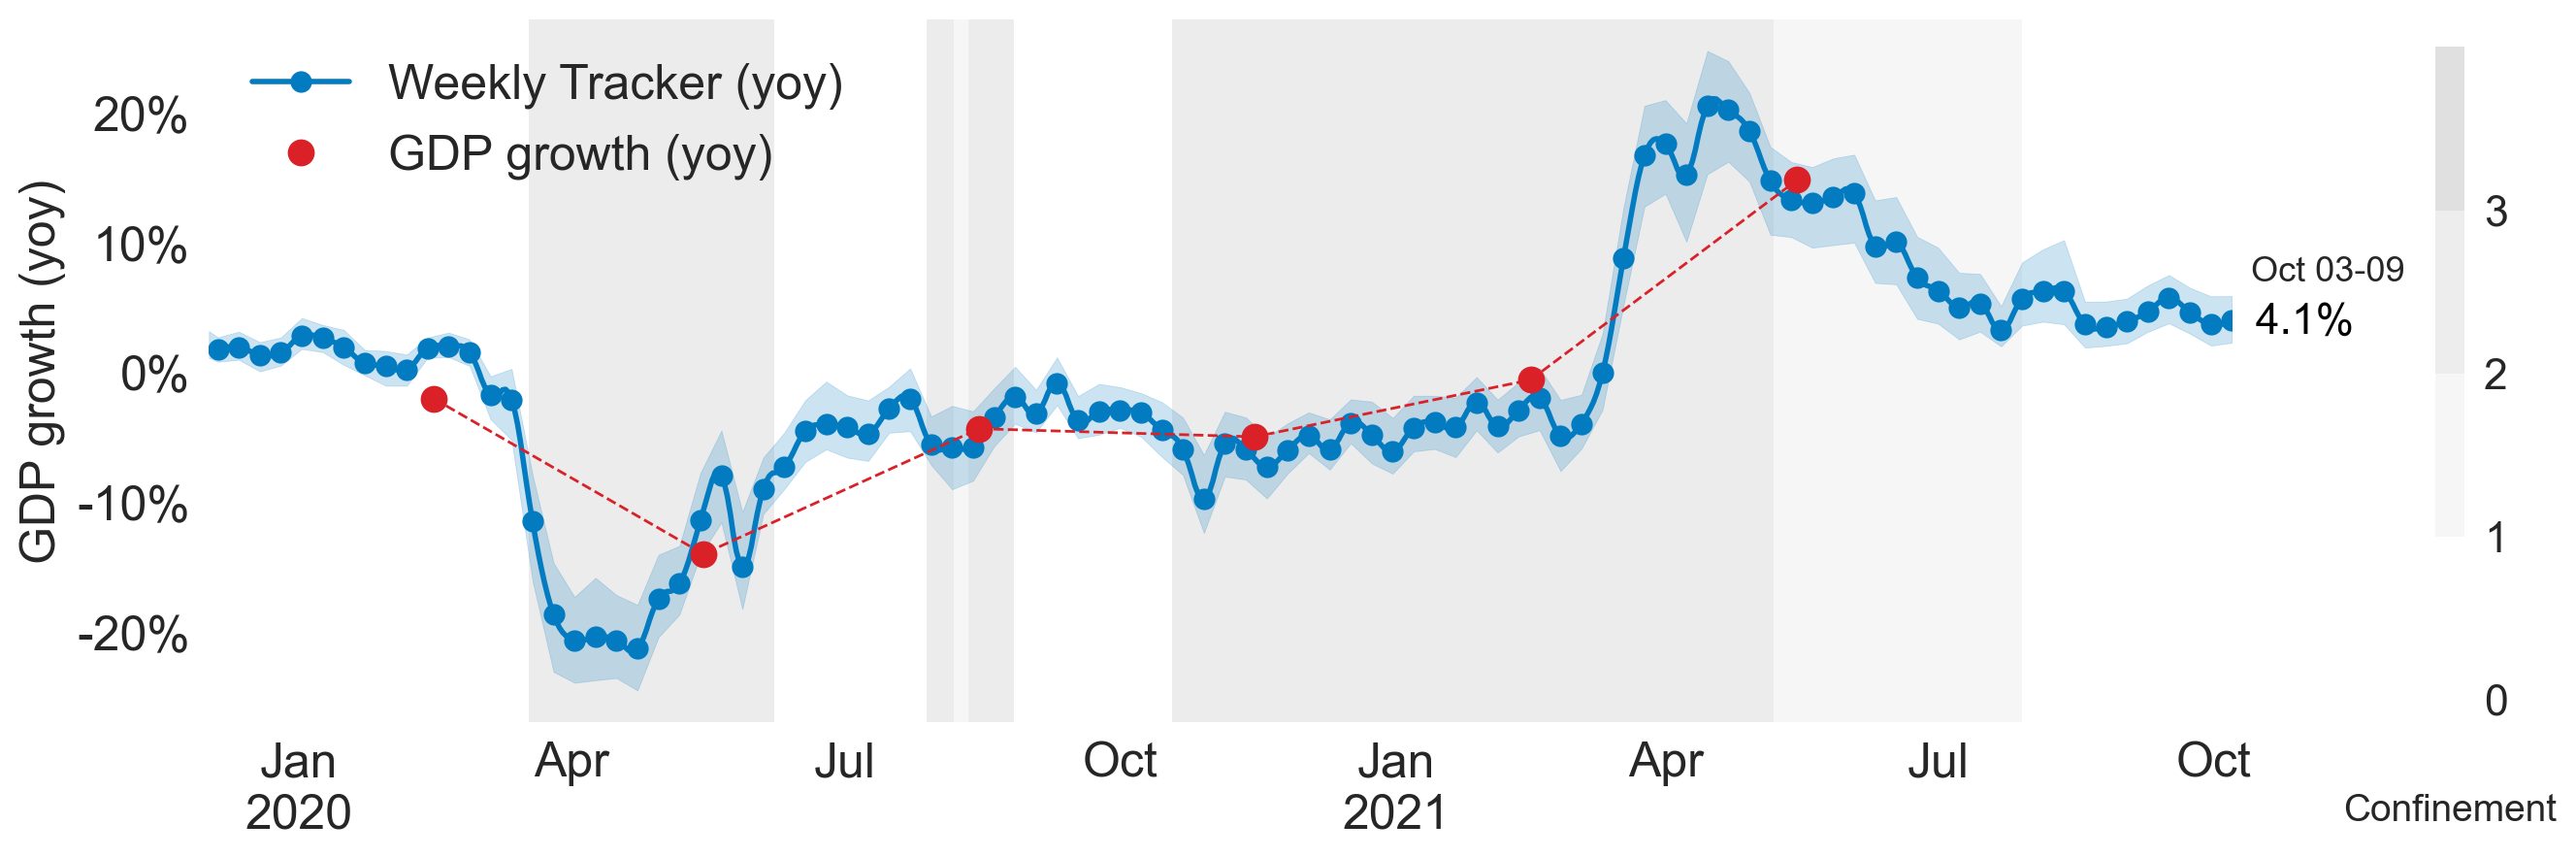 Weekly Tracker (yoy)
GDP growth (yoy)
GDP growth (yoy)
20%
10%
0%
-10%
-20%
Jan
2020
Apr
Jul
Oct
Jan
2021
Apr
Jul
Oct
Oct 03-09
4.1%
3
2
1
0
Confinement